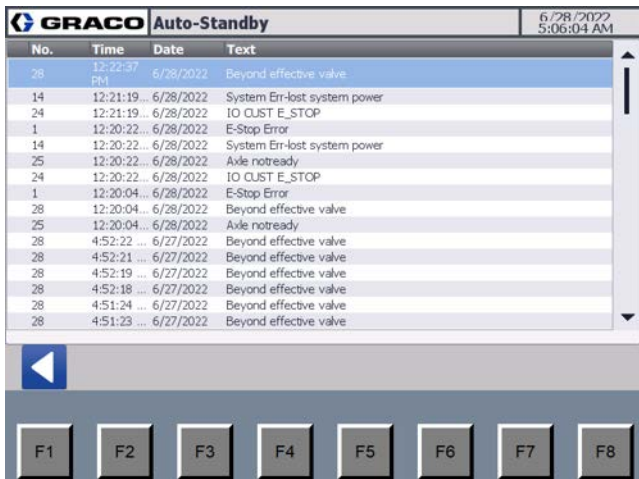 GRACO Auto-Standby 6/28/2022
5:06:04 AM
No. Time Date Text
28 12:22:37 PM 6/28/2022 Beyond effective valve
14 12:21:19... 6/28/2022 System Err-lost system power
24 12:21:19... 6/28/2022 IO CUST E_STOP
1 12:20:22... 6/28/2022 E-Stop Error
14 12:20:22... 6/28/2022 System Err-lost system power
25 12:20:22... 6/28/2022 Axle notready
24 12:20:22... 6/28/2022 IO CUST E_STOP
1 12:20:04... 6/28/2022 E-Stop Error
28 12:20:04... 6/28/2022 Beyond effective valve
25 12:20:04... 6/28/2022 Axle notready
28 4:52:22 ... 6/27/2022 Beyond effective valve
28 4:52:21 ... 6/27/2022 Beyond effective valve
28 4:52:19 ... 6/27/2022 Beyond effective valve
28 4:52:18 ... 6/27/2022 Beyond effective valve
28 4:51:24 ... 6/27/2022 Beyond effective valve
28 4:51:23 ... 6/27/2022 Beyond effective valve
F1 F2 F3 F4 F5 F6 F7 F8